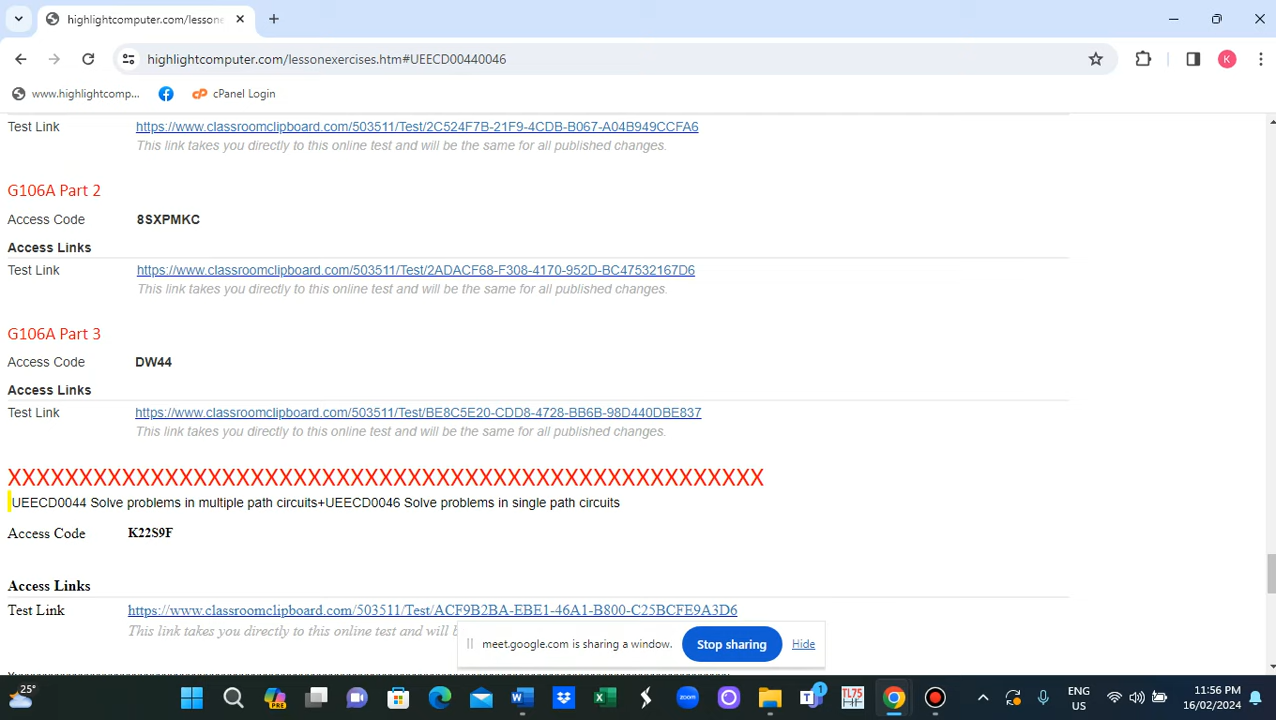 highlightcomputer.com/lessone
highlightcomputer.com/lessonexercises.htm#UEECD00440046
K
www.highlightcomp...
cPanel Login
Test Link https://www.classroomclipboard.com/503511/Test/2C524F7B-21F9-4CDB-B067-A04B949CCFA6
This link takes you directly to this online test and will be the same for all published changes.
G106A Part 2
Access Code 8SXPMKC
Access Links
Test Link https://www.classroomclipboard.com/503511/Test/2ADACF68-F308-4170-952D-BC47532167D6
This link takes you directly to this online test and will be the same for all published changes.
G106A Part 3
Access Code DW44
Access Links
Test Link https://www.classroomclipboard.com/503511/Test/BE8C5E20-CDD8-4728-BB6B-98D440DBE837
This link takes you directly to this online test and will be the same for all published changes.
XXXXXXXXXXXXXXXXXXXXXXXXXXXXXXXXXXXXXXXXXXXXXXXXXXXXX
UEECD0044 Solve problems in multiple path circuits+UEECD0046 Solve problems in single path circuits
Access Code K22S9F
Access Links
Test Link https://www.classroomclipboard.com/503511/Test/ACF9B2BA-EBE1-46A1-B800-C25BCFE9A3D6
This link takes you directly to this online test and will b
meet.google.com is sharing a window. Stop sharing Hide
25°
PRE
zoom
1
TL75
ENG
US
11:56 PM
16/02/2024